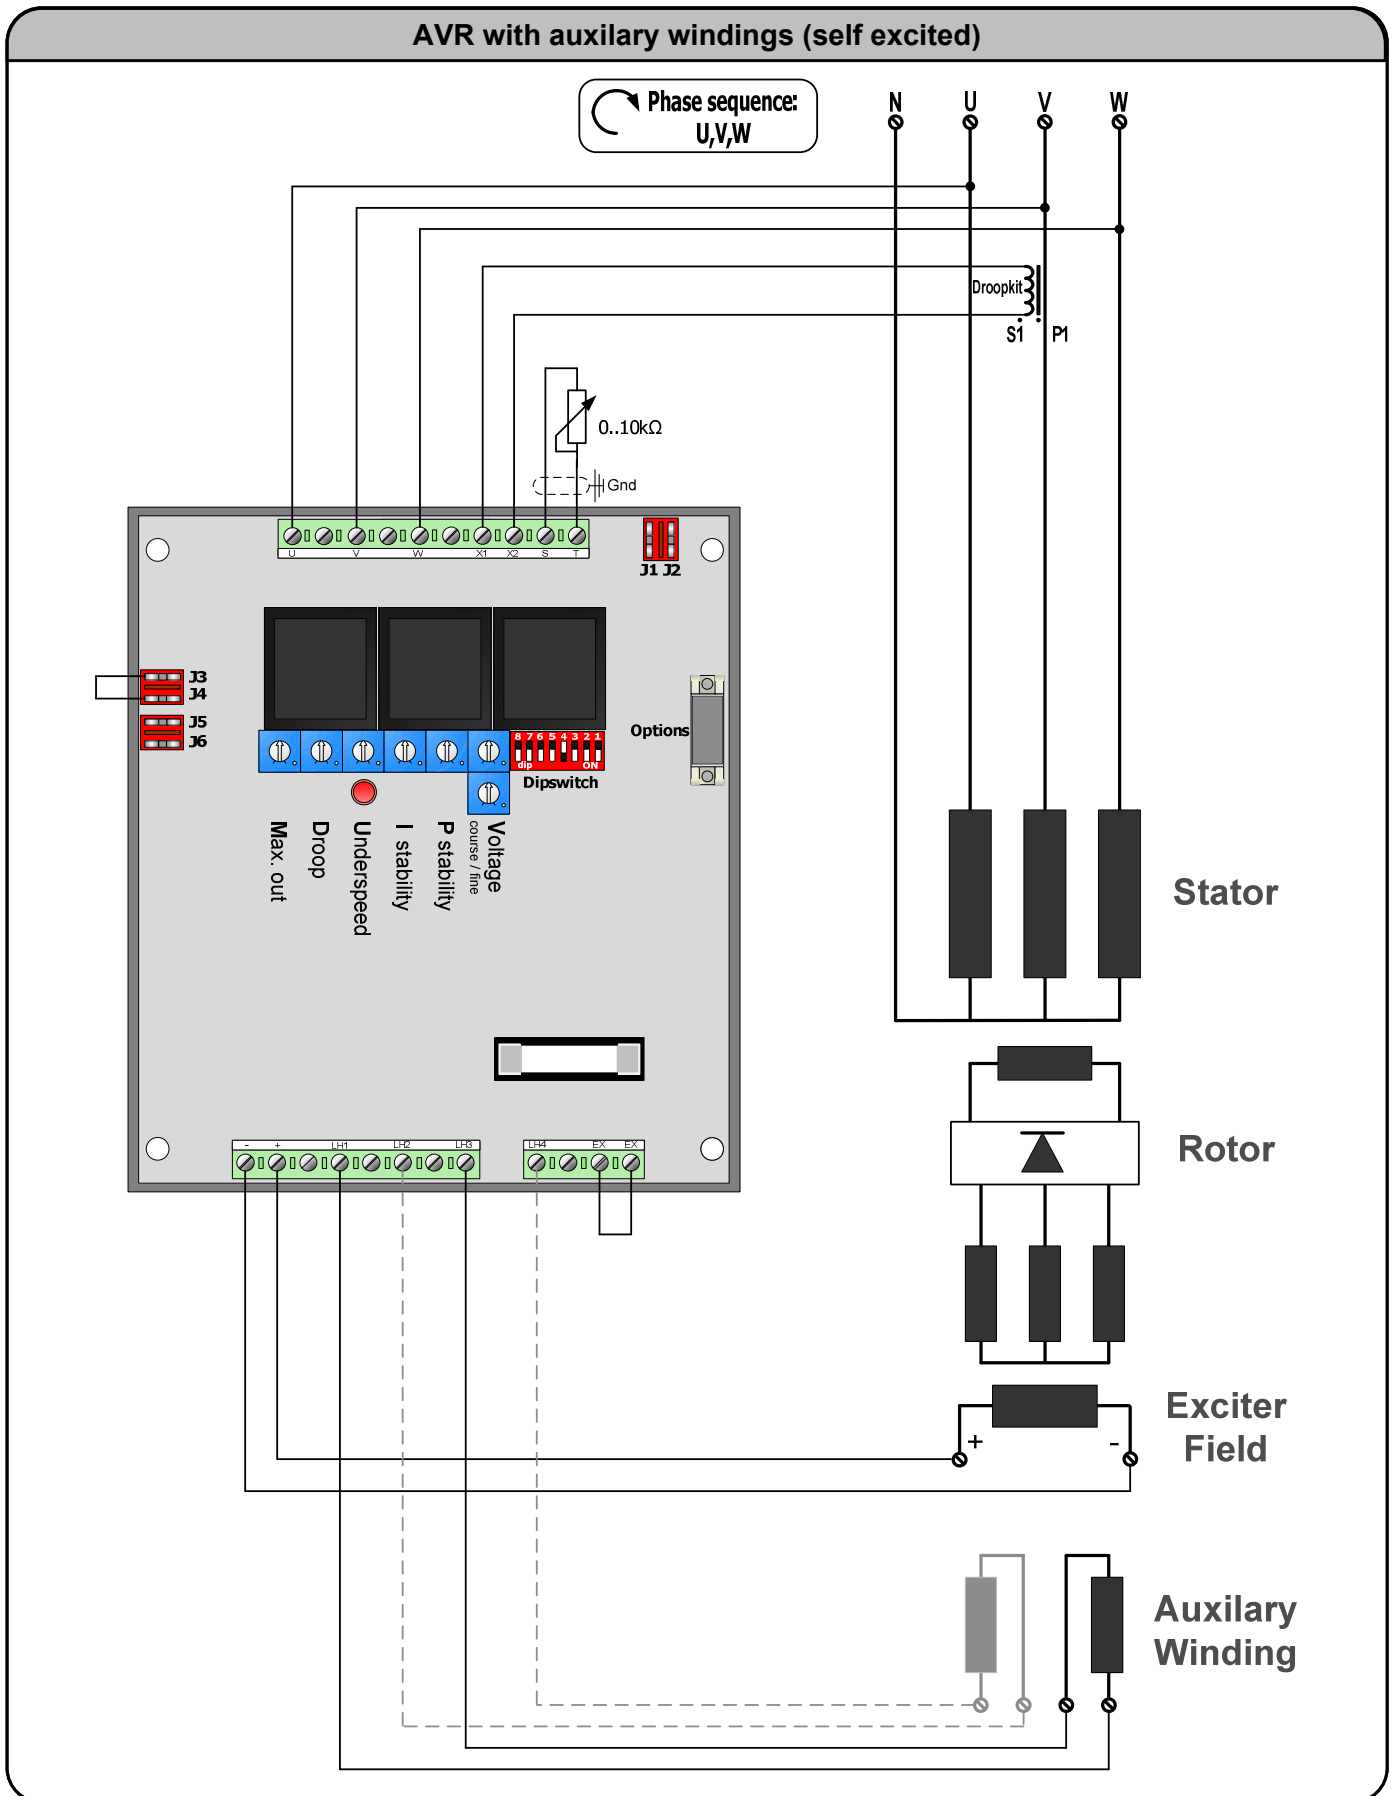 AVR with auxilary windings (self excited)
Phase sequence:
U,V,W
N U V W
Droopkit
S1 P1
0..10kΩ
Gnd
U V W X1 X2 S T
J1 J2
J3
J4
J5
J6
Options
8 7 6 5 4 3 2 1
dip ON
Dipswitch
Max. out
Droop
Underspeed
I stability
P stability
Voltage
course / fine
Stator
Rotor
- + LH1 LH2 LH3 LH4 EX EX
Exciter
Field
+ -
Auxilary
Winding